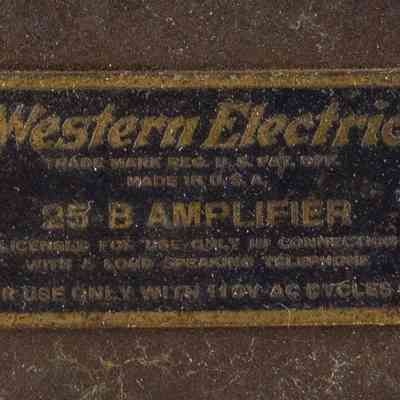 Western Electric
TRADE MARK REG. U.S. PAT. OFF.
MADE IN U.S.A.
25 B AMPLIFIER
LICENSED FOR USE ONLY IN CONNECTION
WITH A LOUD SPEAKING TELEPHONE
R USE ONLY WITH 110V AC CYCLES